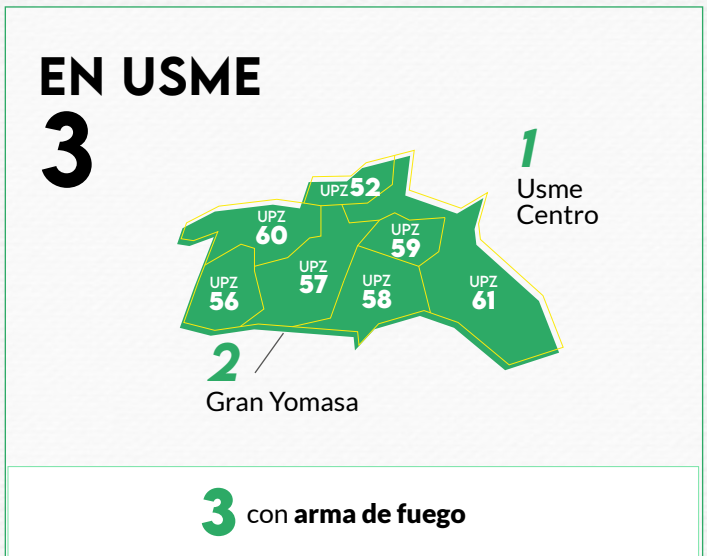 EN USME
3
1
Usme
Centro
UPZ 52
UPZ
60
UPZ
59
UPZ
57
UPZ
56
UPZ
58
UPZ
61
2
Gran Yomasa
3 con arma de fuego